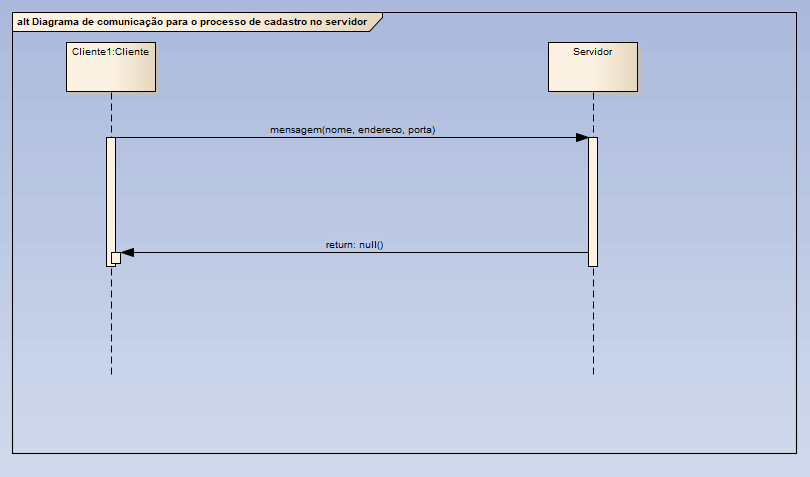 alt Diagrama de comunicação para o processo de cadastro no servidor
Cliente1:Cliente
Servidor
mensagem(nome, endereco, porta)
return: null()